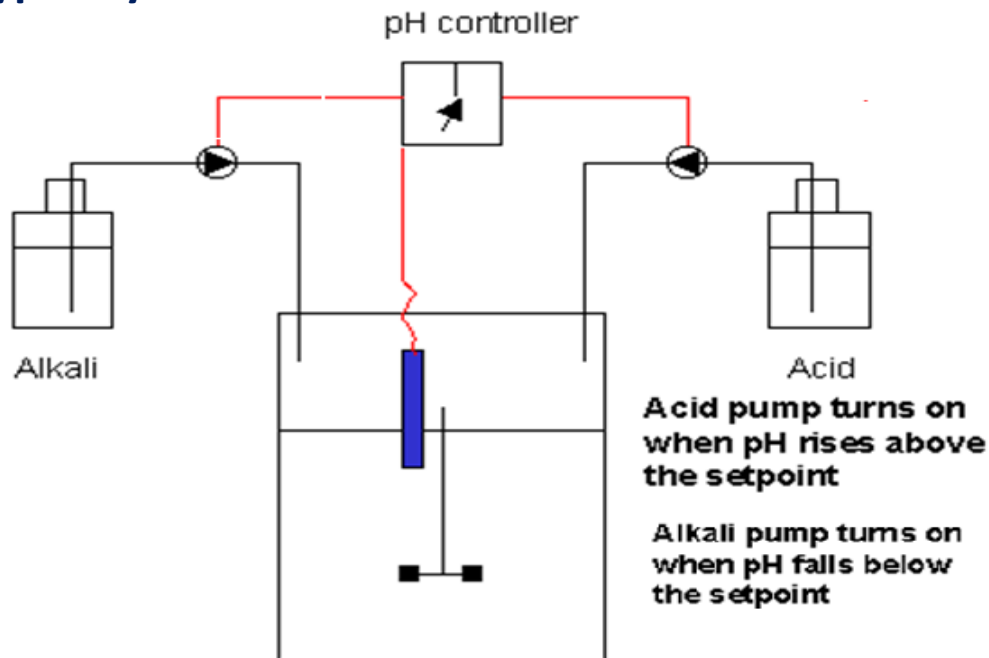 pH controller
Alkali
Acid
Acid pump turns on
when pH rises above
the setpoint
Alkali pump turns on
when pH falls below
the setpoint